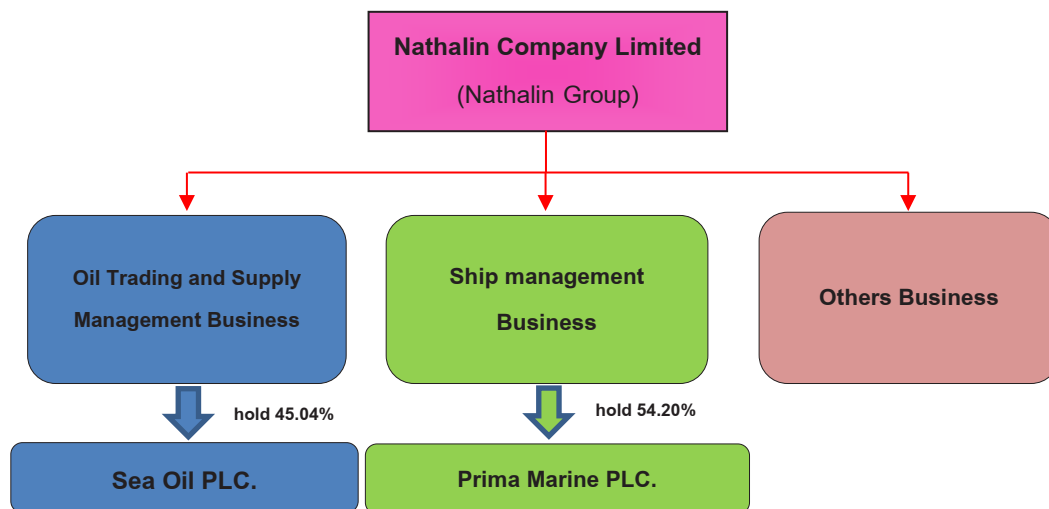 Nathalin Company Limited
(Nathalin Group)
Oil Trading and Supply
Management Business
Ship management
Business
Others Business
hold 45.04%
hold 54.20%
Sea Oil PLC.
Prima Marine PLC.